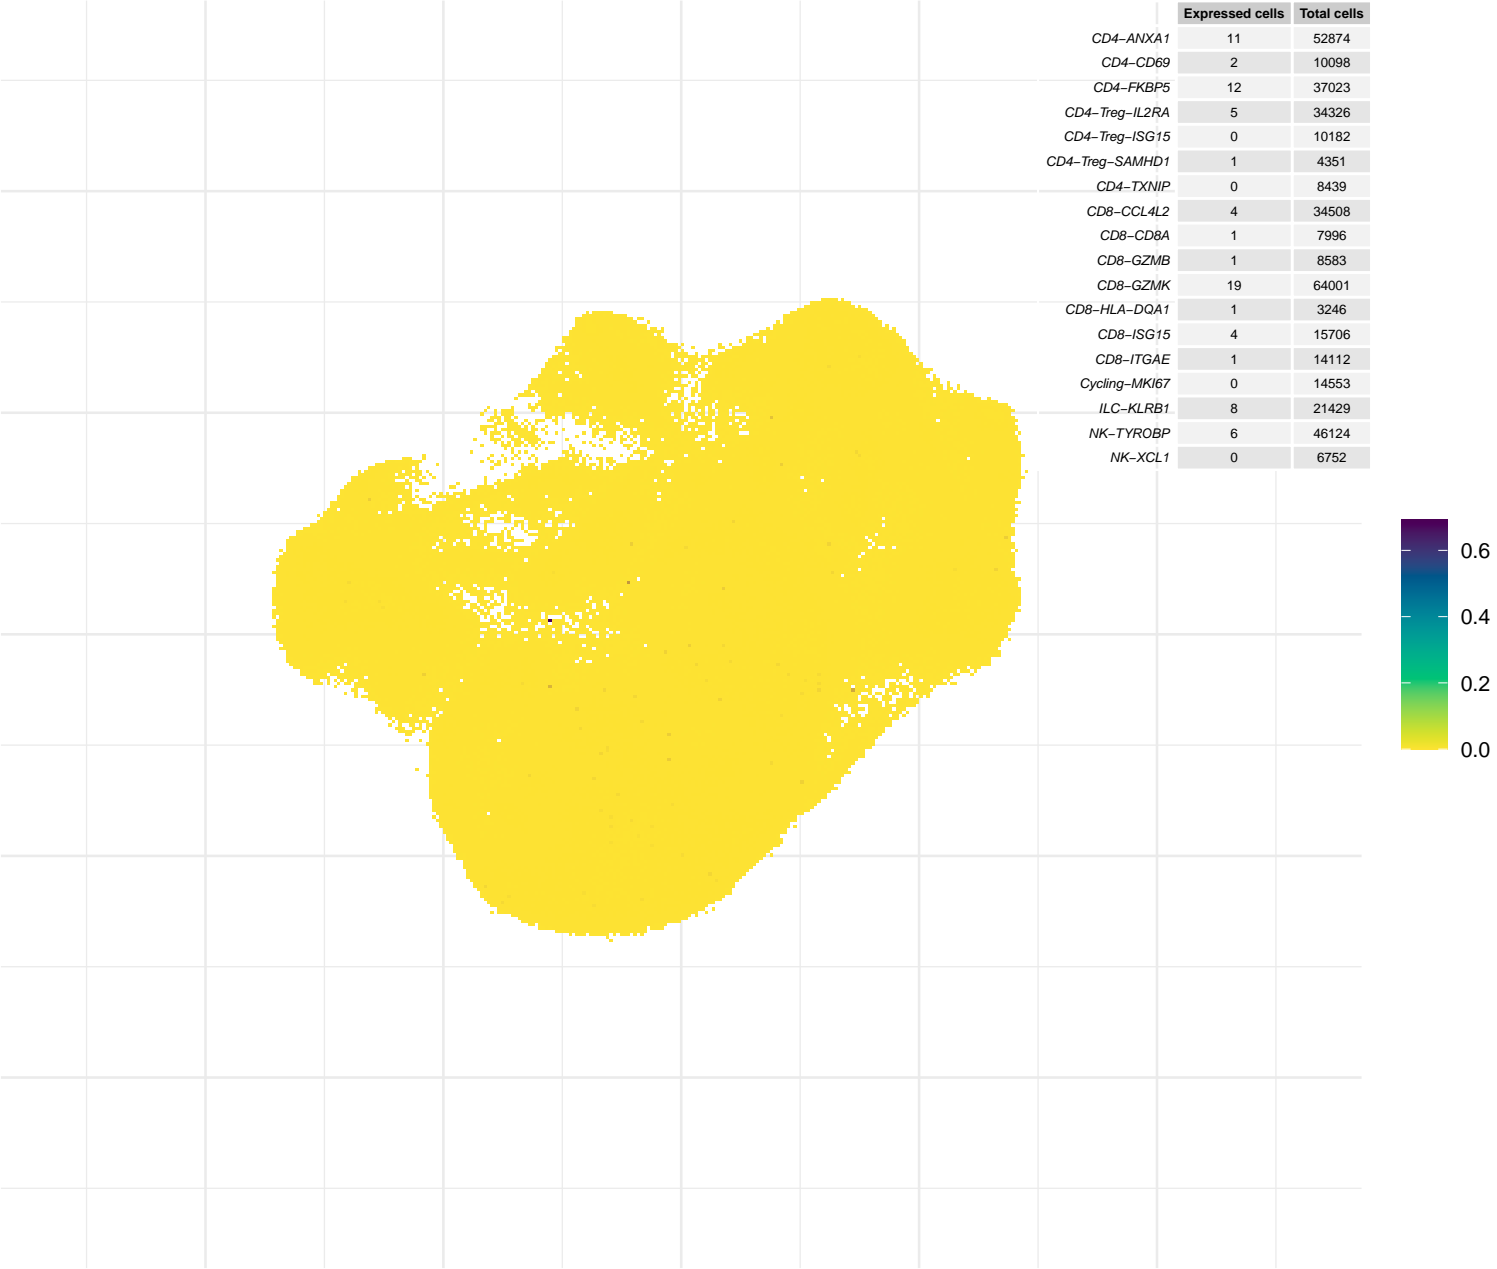 Expressed cells Total cells
CD4−ANXA1 11 52874
CD4−CD69 2 10098
CD4−FKBP5 12 37023
CD4−Treg−IL2RA 5 34326
CD4−Treg−ISG15 0 10182
CD4−Treg−SAMHD1 1 4351
CD4−TXNIP 0 8439
CD8−CCL4L2 4 34508
CD8−CD8A 1 7996
CD8−GZMB 1 8583
CD8−GZMK 19 64001
CD8−HLA−DQA1 1 3246
CD8−ISG15 4 15706
CD8−ITGAE 1 14112
Cycling−MKI67 0 14553
ILC−KLRB1 8 21429
NK−TYROBP 6 46124
NK−XCL1 0 6752
0.6
0.4
0.2
0.0